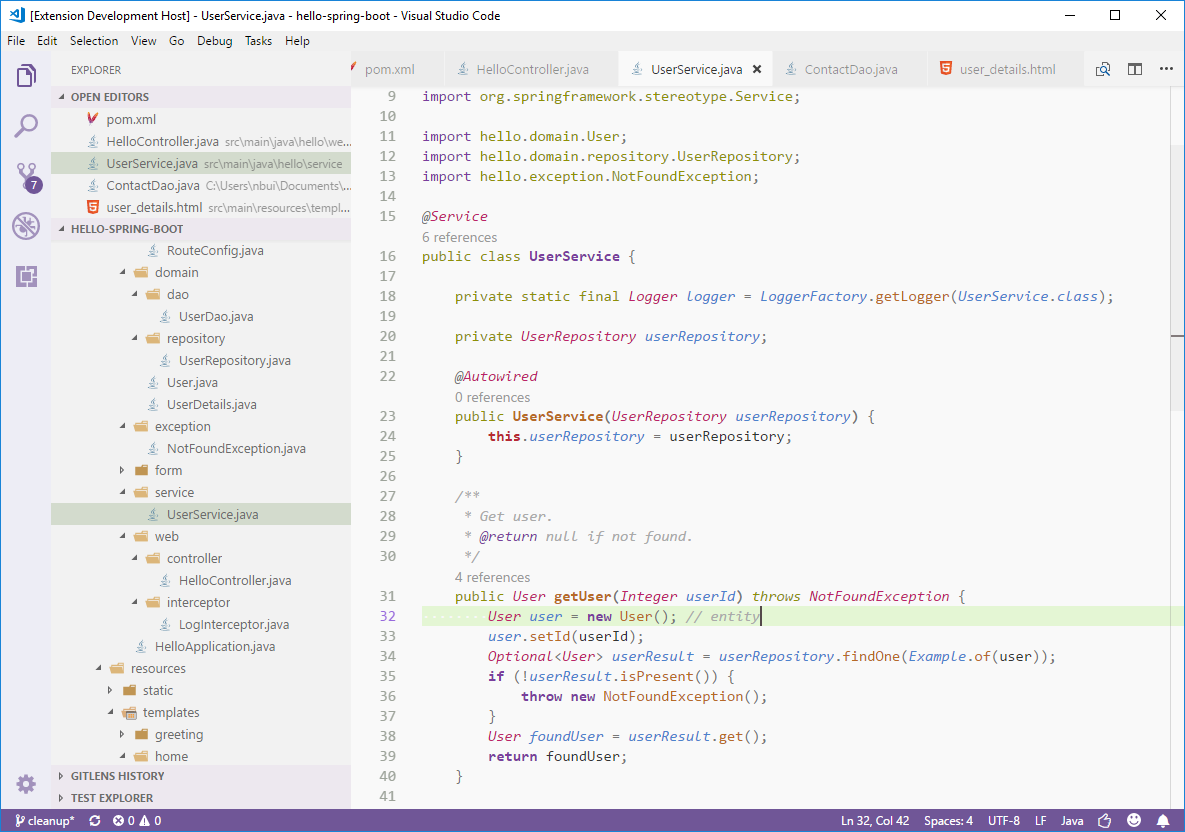 [Extension Development Host] - UserService.java - hello-spring-boot - Visual Studio Code
File Edit Selection View Go Debug Tasks Help
EXPLORER
OPEN EDITORS
pom.xml
HelloController.java src\main\java\hello\we...
UserService.java src\main\java\hello\service
ContactDao.java C:\Users\nbui\Documents\...
user_details.html src\main\resources\templ...
HELLO-SPRING-BOOT
RouteConfig.java
domain
dao
UserDao.java
repository
UserRepository.java
User.java
UserDetails.java
exception
NotFoundException.java
form
service
UserService.java
web
controller
HelloController.java
interceptor
LogInterceptor.java
HelloApplication.java
resources
static
templates
greeting
home
GITLENS HISTORY
TEST EXPLORER
7
pom.xml HelloController.java UserService.java ContactDao.java user_details.html
9 import org.springframework.stereotype.Service;
10
11 import hello.domain.User;
12 import hello.domain.repository.UserRepository;
13 import hello.exception.NotFoundException;
14
15 @Service
6 references
16 public class UserService {
17
18 private static final Logger logger = LoggerFactory.getLogger(UserService.class);
19
20 private UserRepository userRepository;
21
22 @Autowired
0 references
23 public UserService(UserRepository userRepository) {
24 this.userRepository = userRepository;
25 }
26
27 /**
28 * Get user.
29 * @return null if not found.
30 */
4 references
31 public User getUser(Integer userId) throws NotFoundException {
32 User user = new User(); // entity
33 user.setId(userId);
34 Optional<User> userResult = userRepository.findOne(Example.of(user));
35 if (!userResult.isPresent()) {
36 throw new NotFoundException();
37 }
38 User foundUser = userResult.get();
39 return foundUser;
40 }
41
cleanup* 0 0 Ln 32, Col 42 Spaces: 4 UTF-8 LF Java